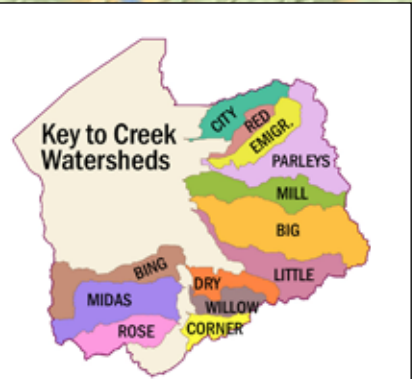 Key to Creek
Watersheds
CITY
RED
EMIGR.
PARLEYS
MILL
BIG
LITTLE
BING
DRY
MIDAS
WILLOW
ROSE
CORNER